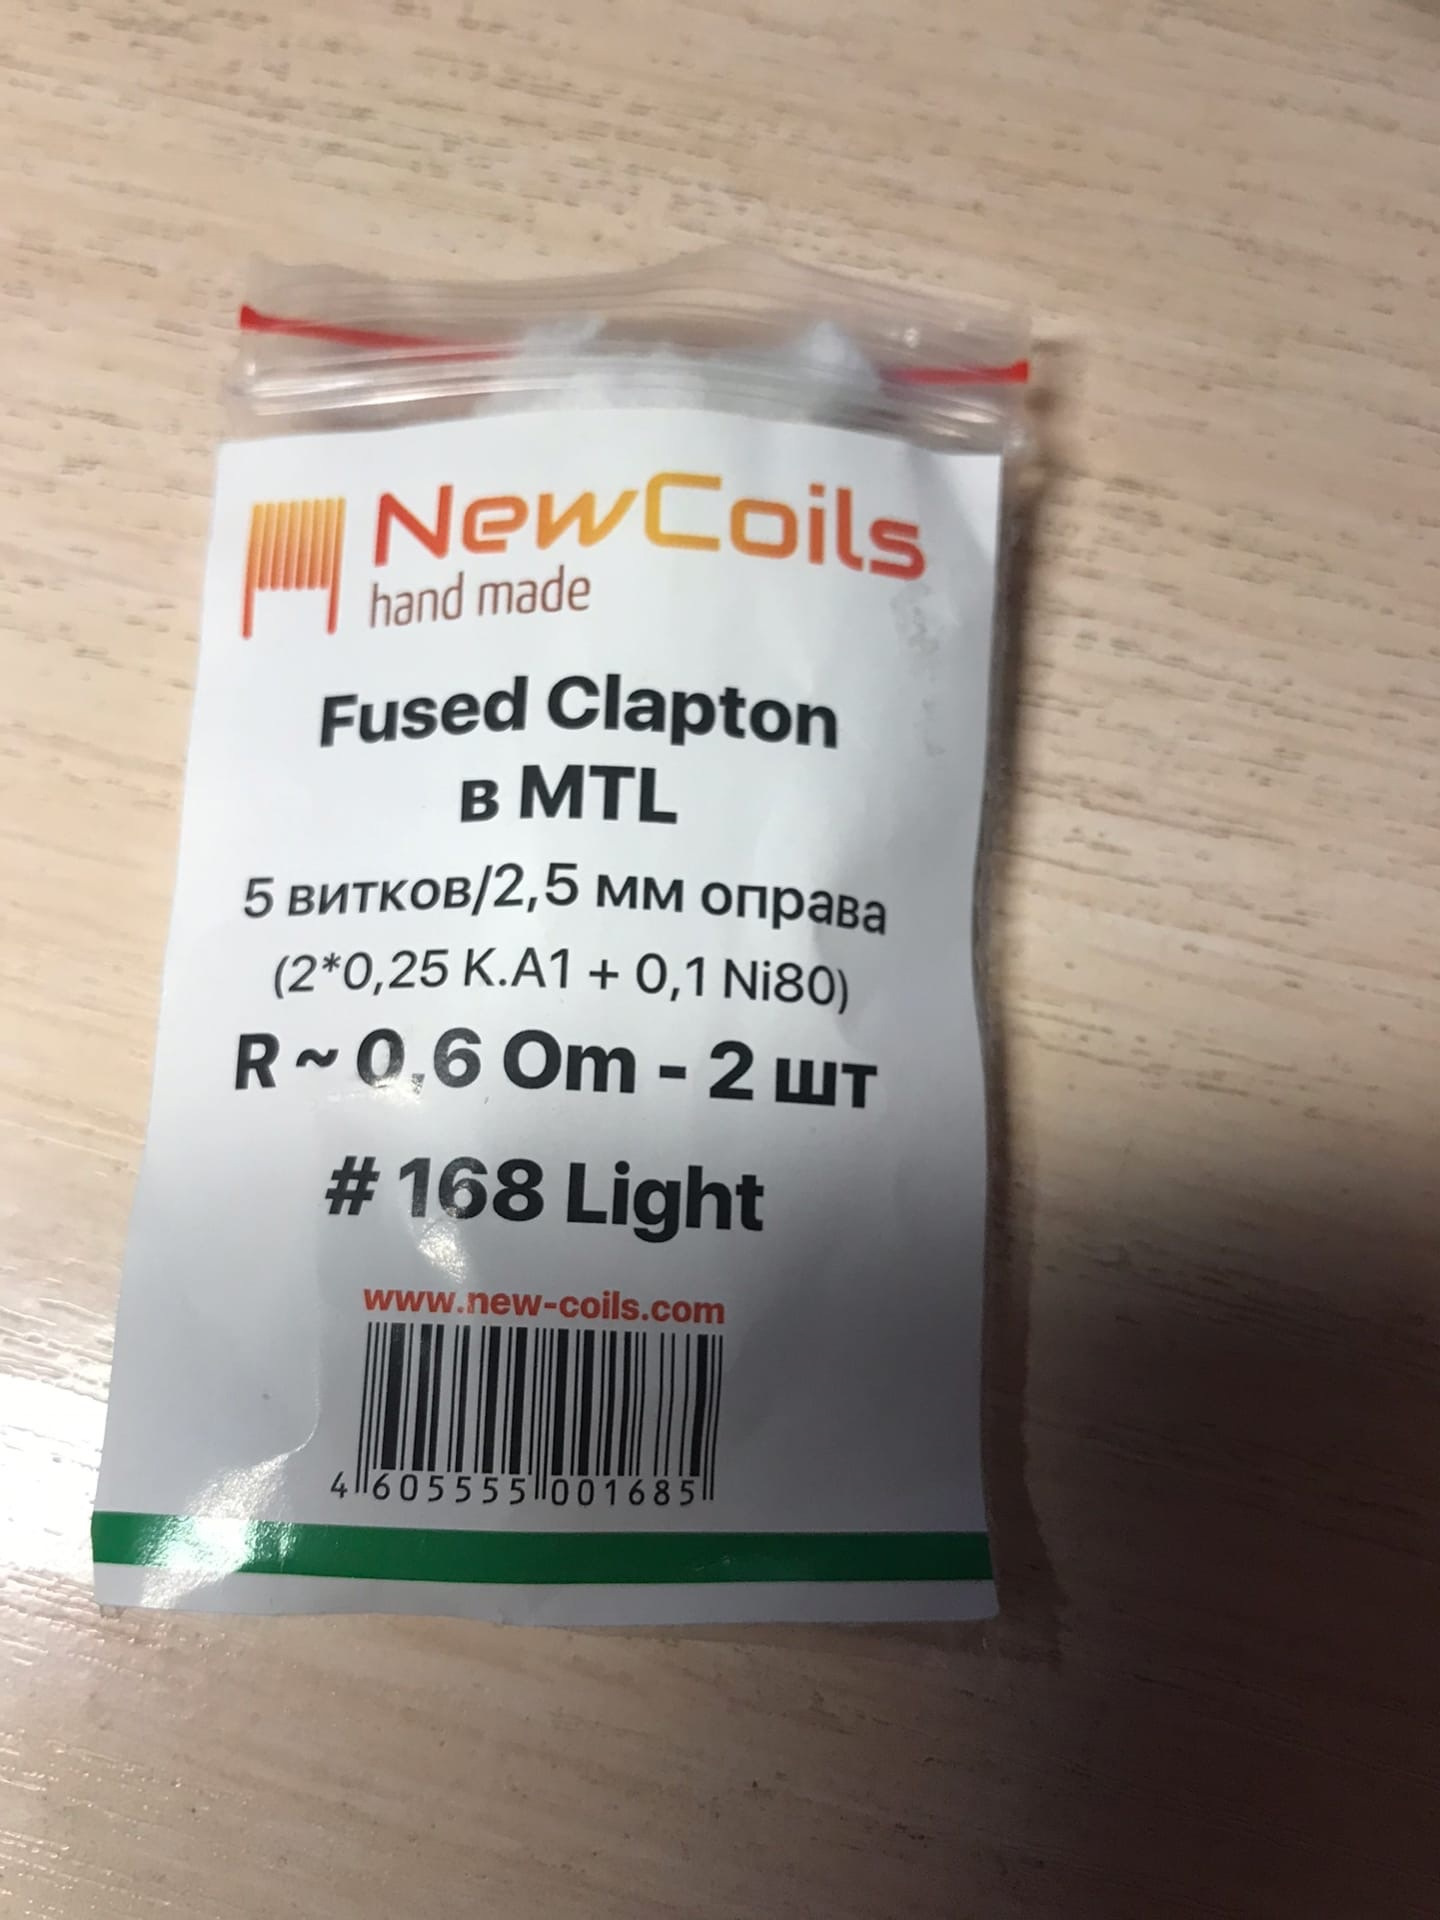 NewCoils
hand made
Fused Clapton
в MTL
5 витков/2,5 мм оправа
(2*0,25 K.A1 + 0,1 Ni80)
R ~ 0,6 Om - 2 шт
# 168 Light
www.new-coils.com
4 605555 001685